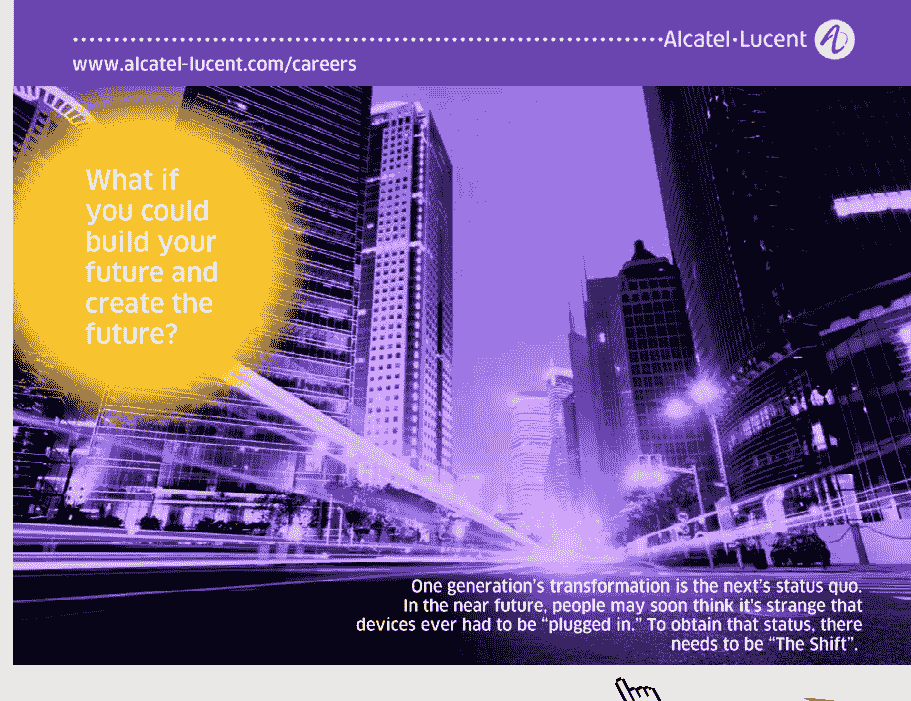 Alcatel·Lucent
www.alcatel-lucent.com/careers
What if
you could
build your
future and
create the
future?
One generation's transformation is the next's status quo.
In the near future, people may soon think it's strange that
devices ever had to be “plugged in.” To obtain that status, there
needs to be “The Shift”.